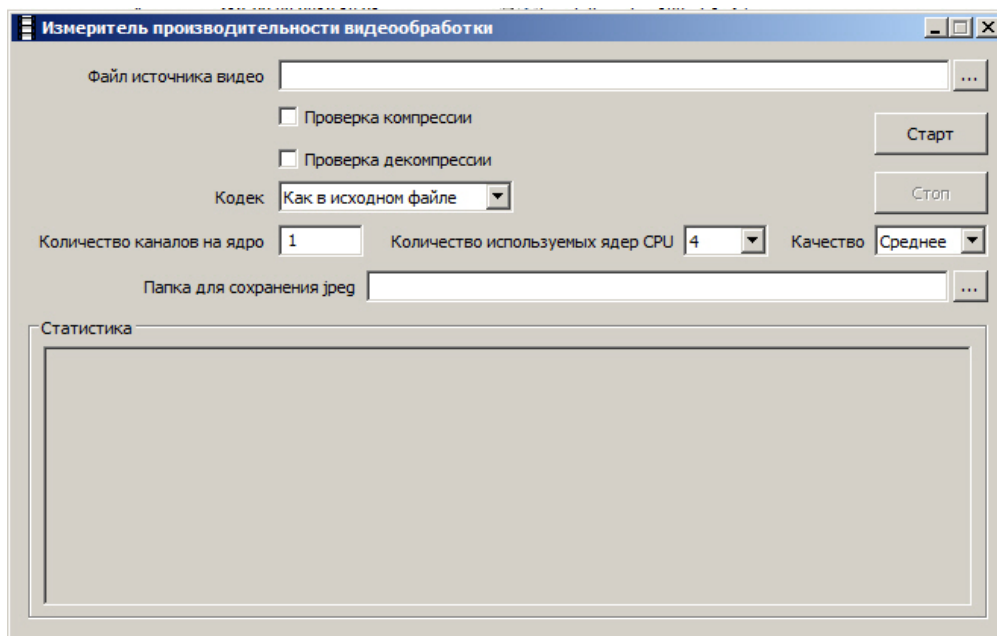 Измеритель производительности видеообработки
Файл источника видео
...
Проверка компрессии
Старт
Проверка декомпрессии
Кодек Как в исходном файле
Стоп
Количество каналов на ядро 1 Количество используемых ядер CPU 4 Качество Среднее
Папка для сохранения jpeg
...
Статистика